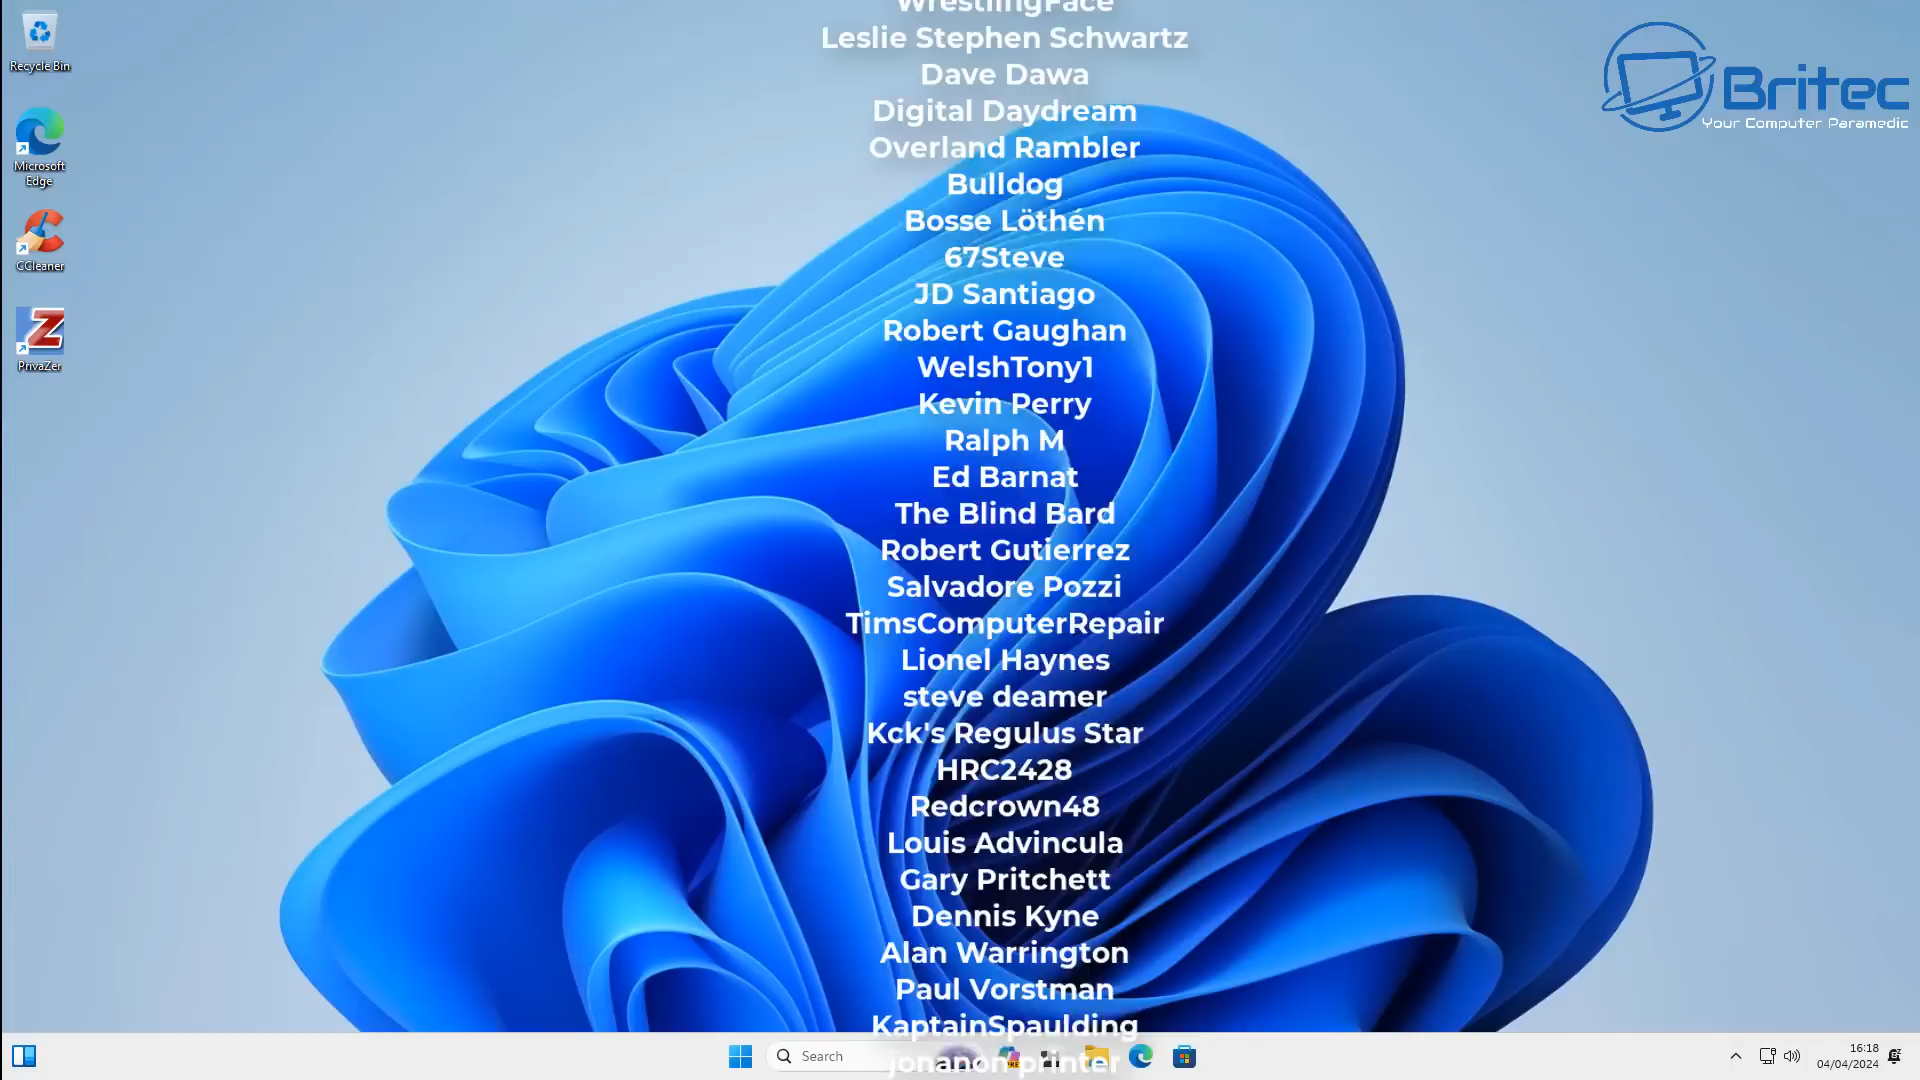 WrestlingFace
Leslie Stephen Schwartz
Dave Dawa
Digital Daydream
Overland Rambler
Bulldog
Bosse Löthén
67Steve
JD Santiago
Robert Gaughan
WelshTony1
Kevin Perry
Ralph M
Ed Barnat
The Blind Bard
Robert Gutierrez
Salvadore Pozzi
TimsComputerRepair
Lionel Haynes
steve deamer
Kck's Regulus Star
HRC2428
Redcrown48
Louis Advincula
Gary Pritchett
Dennis Kyne
Alan Warrington
Paul Vorstman
KaptainSpaulding
jonanon printer
Recycle Bin
Microsoft
Edge
CCleaner
PrivaZer
Britec
Your Computer Paramedic
Search
16:18
04/04/2024